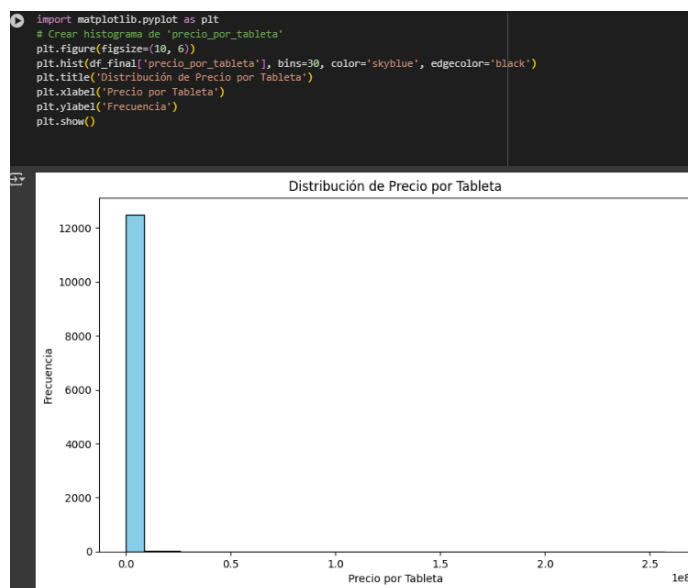 import matplotlib.pyplot as plt
# Crear histograma de 'precio_por_tableta'
plt.figure(figsize=(10, 6))
plt.hist(df_final['precio_por_tableta'], bins=30, color='skyblue', edgecolor='black')
plt.title('Distribución de Precio por Tableta')
plt.xlabel('Precio por Tableta')
plt.ylabel('Frecuencia')
plt.show()
Distribución de Precio por Tableta
12000
10000
8000
6000
4000
2000
0
Frecuencia
0.0 0.5 1.0 1.5 2.0 2.5
1e8
Precio por Tableta